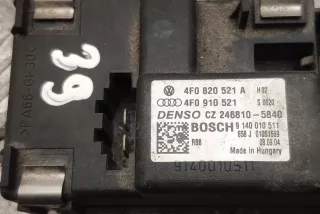 39
4F0 820 521 A H02
4F0 910 521 S 0020
DENSO CZ 246810-5840
BOSCH 9 140 010 511
Made in Hungary
9140010511